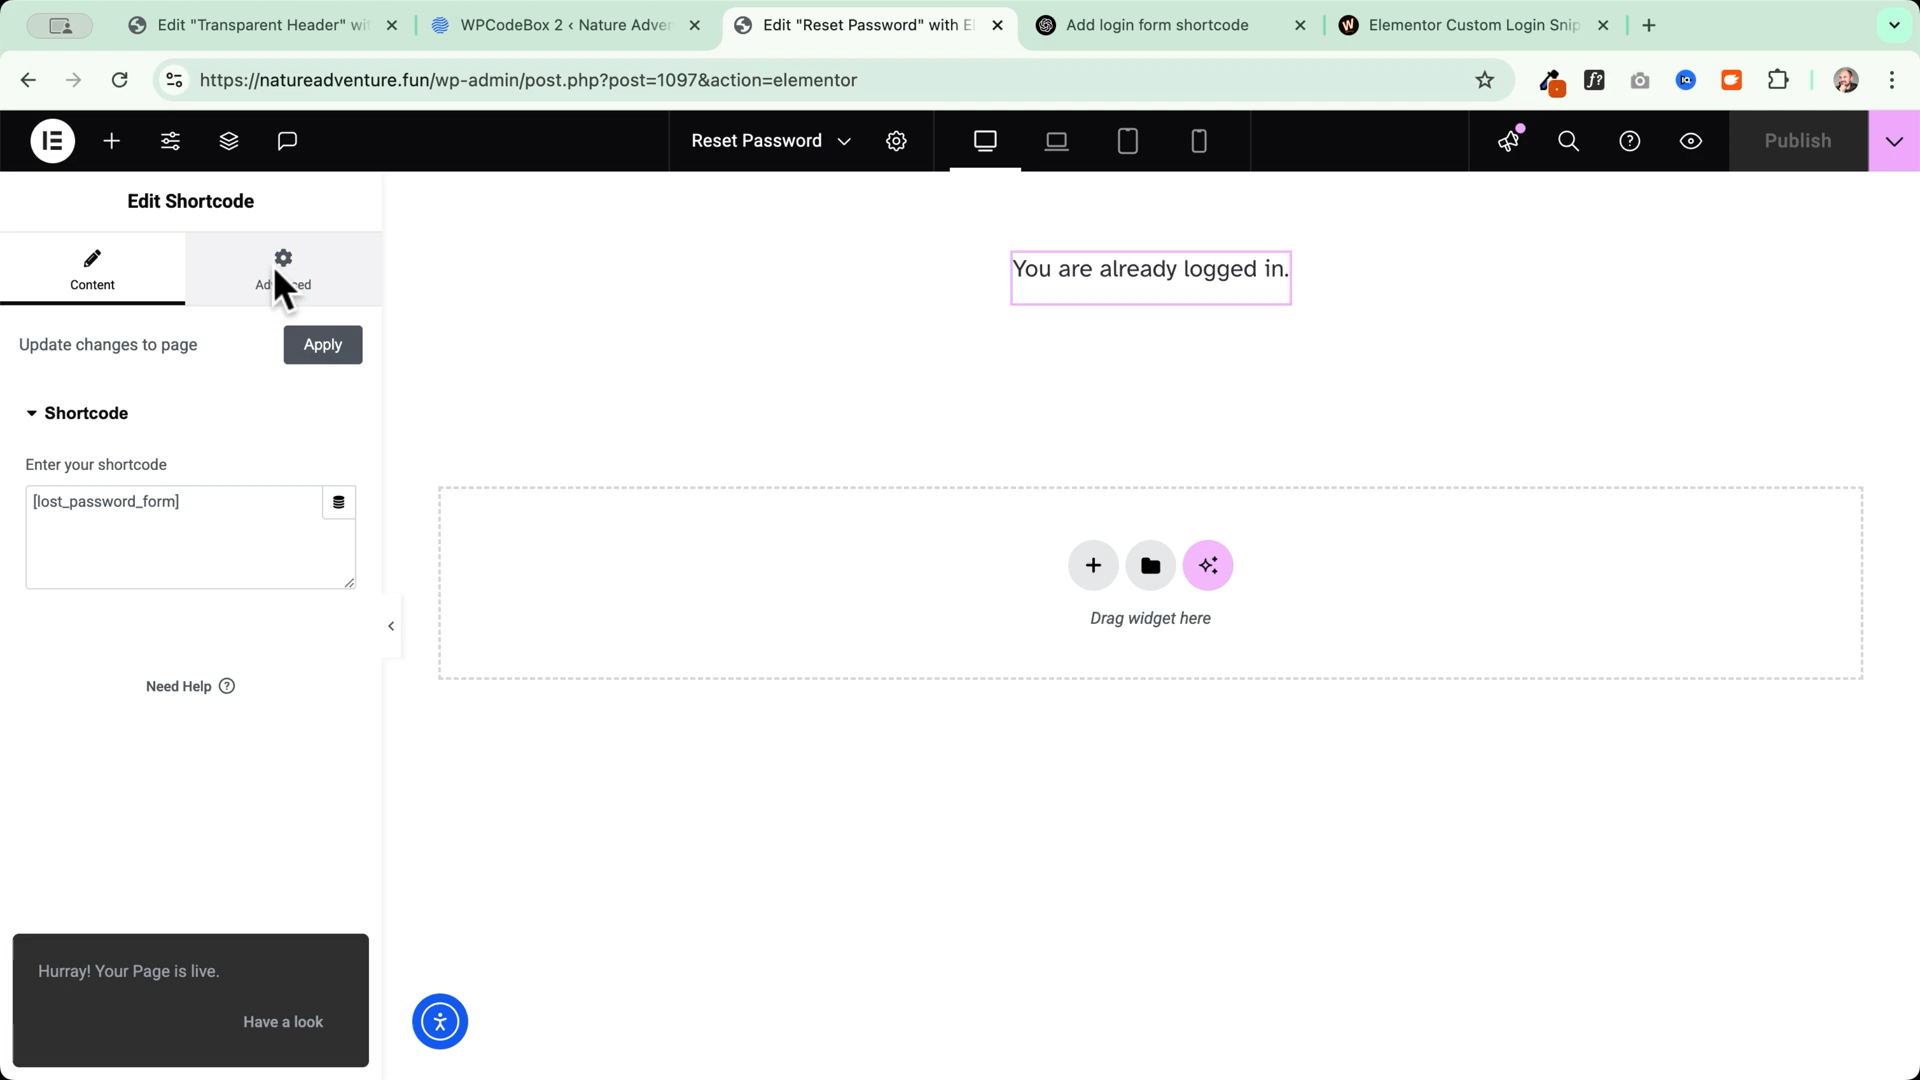 Edit "Transparent Header" wi
WPCodeBox 2 ‹ Nature Adver
Edit "Reset Password" with E
Add login form shortcode
Elementor Custom Login Snip
https://natureadventure.fun/wp-admin/post.php?post=1097&action=elementor
Reset Password
Publish
Edit Shortcode
Content
You are already logged in.
Update changes to page
Apply
Shortcode
Enter your shortcode
[lost_password_form]
Drag widget here
Need Help
Hurray! Your Page is live.
Have a look